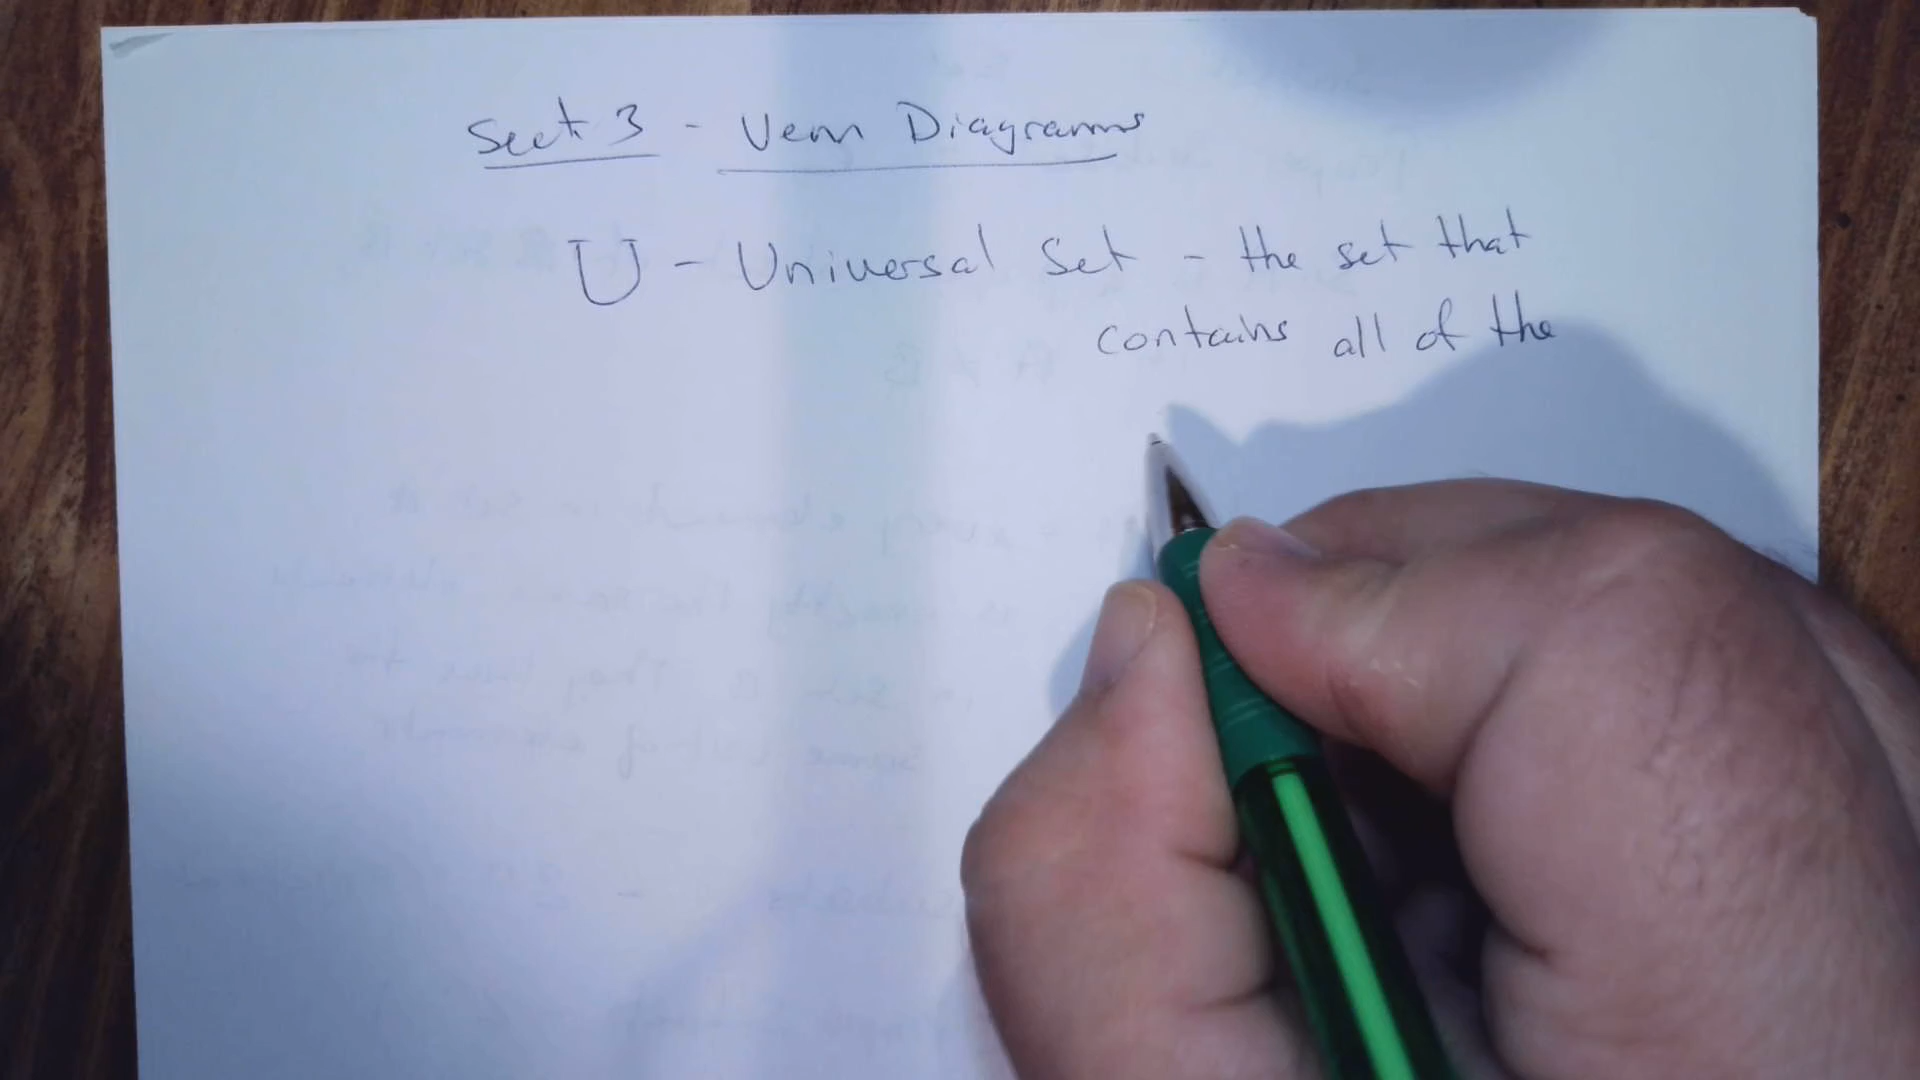 Sect. 3 - Venn Diagrams
U - Universal Set - the set that
contains all of the